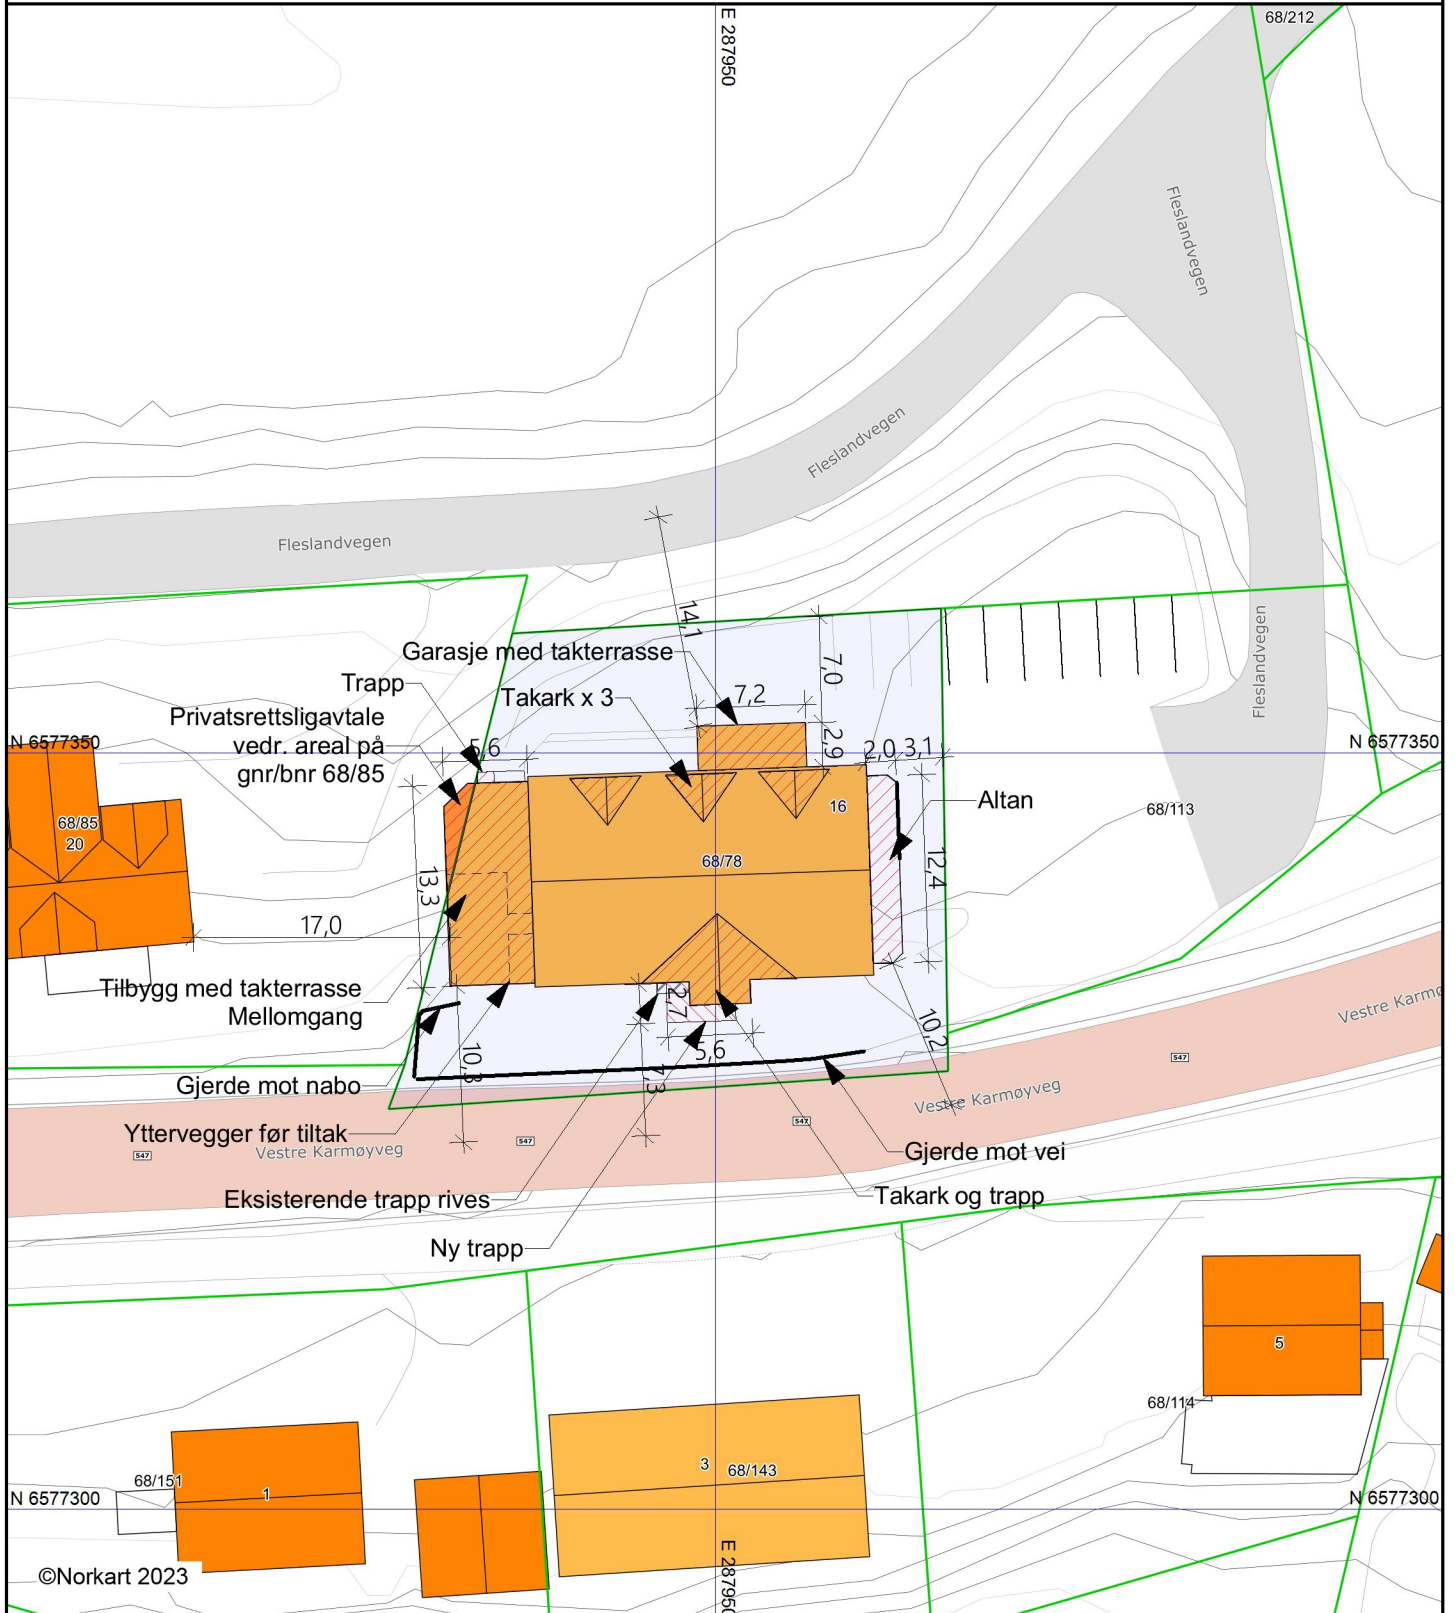 68/212
E 287950
Fleslandvegen
Fleslandvegen
Fleslandvegen
Fleslandvegen
14,1
Garasje med takterrasse
7,0
Trapp
Takark x 3
7,2
Privatsrettsligavtale
vedr. areal på
gnr/bnr 68/85
N 6577350
5,6
2,9
2,0
3,1
N 6577350
16
Altan
68/113
68/85
20
68/78
12,4
13,3
17,0
Tilbygg med takterrasse
Mellomgang
2,7
10,2
Vestre Karmø
5,6
10,3
7,3
547
Gjerde mot nabo
Vestre Karmøyveg
547
547
Yttervegger før tiltak
547
Vestre Karmøyveg
Gjerde mot vei
Eksisterende trapp rives
Takark og trapp
Ny trapp
5
68/114
3
68/143
68/151
1
N 6577300
N 6577300
E 287950
©Norkart 2023